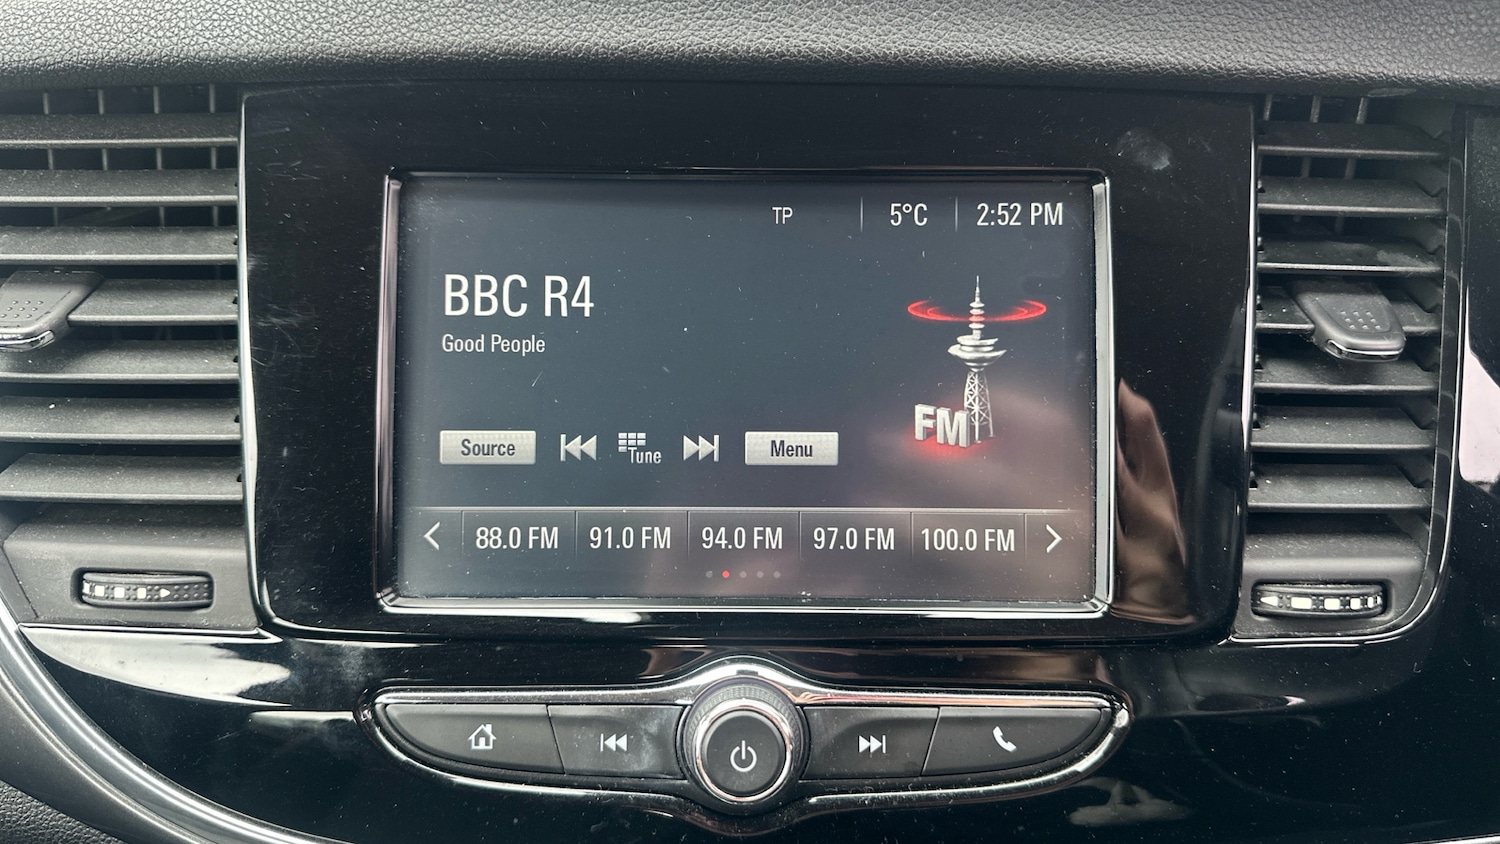 TP 5°C 2:52 PM
BBC R4
Good People
Source Tune Menu
FM
88.0 FM 91.0 FM 94.0 FM 97.0 FM 100.0 FM